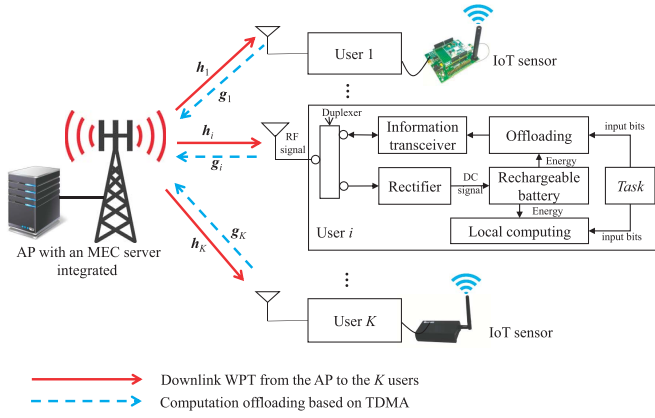 User 1
IoT sensor
h1
g1
Duplexer
RF
signal
Information
transceiver
Offloading
input bits
hi
gi
Energy
Rectifier
DC
signal
Rechargeable
battery
Task
Energy
Local computing
input bits
User i
AP with an MEC server
integrated
gK
hK
User K
IoT sensor
Downlink WPT from the AP to the K users
Computation offloading based on TDMA